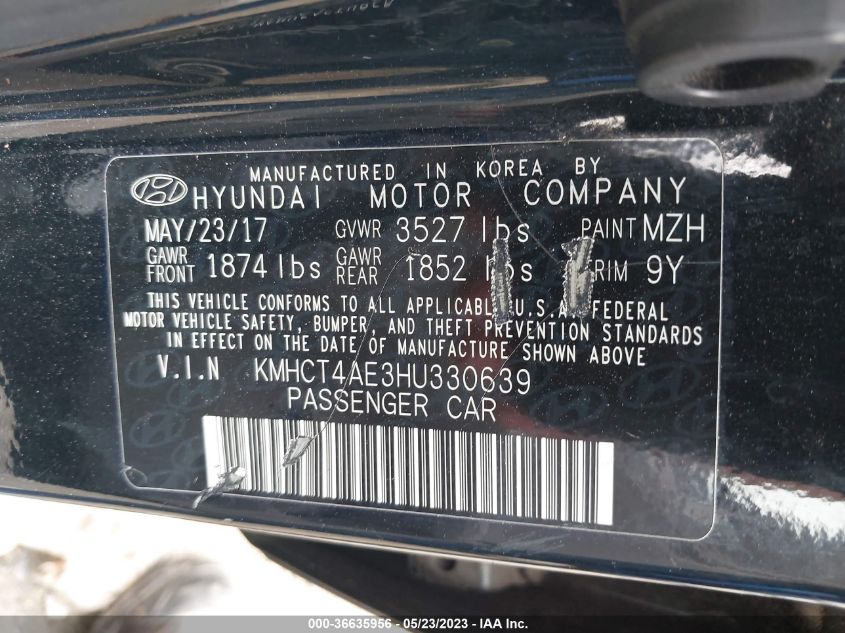 MANUFACTURED IN KOREA BY
HYUNDAI MOTOR COMPANY
MAY/23/17 GVWR 3527 lbs PAINT MZH
GAWR FRONT 1874 lbs GAWR REAR 1852 lbs TRIM 9Y
THIS VEHICLE CONFORMS TO ALL APPLICABLE U.S.A. FEDERAL
MOTOR VEHICLE SAFETY, BUMPER, AND THEFT PREVENTION STANDARDS
IN EFFECT ON THE DATE OF MANUFACTURE SHOWN ABOVE
V.I.N KMHCT4AE3HU330639
PASSENGER CAR
000-36635956 - 05/23/2023 - IAA Inc.